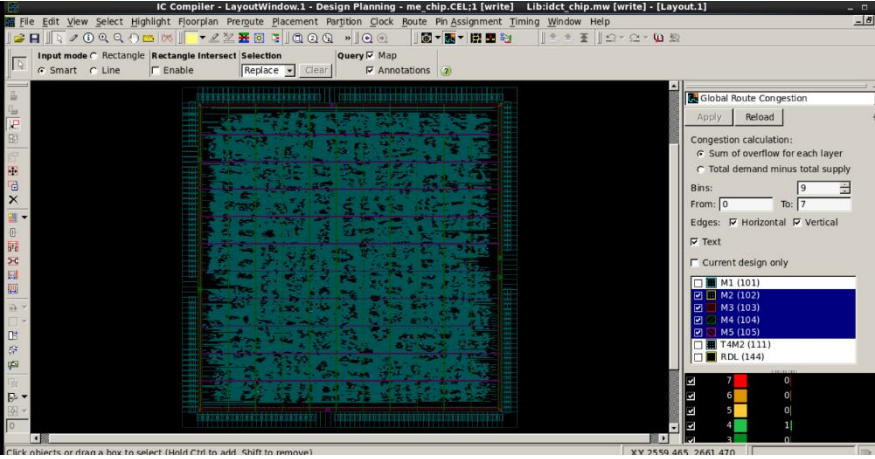 IC Compiler - LayoutWindow.1 - Design Planning - me_chip.CEL;1 [write] Lib:idct_chip.mw [write] - [Layout.1]
File Edit View Select Highlight Floorplan Preroute Placement Partition Clock Route Pin Assignment Timing Window Help
Input mode Rectangle Rectangle Intersect Selection Query Map
Smart Line Enable Replace Clear Annotations
Global Route Congestion
Apply Reload
Congestion calculation:
Sum of overflow for each layer
Total demand minus total supply
Bins: 9
From: 0 To: 7
Edges: Horizontal Vertical
Text
Current design only
M1 (101)
M2 (102)
M3 (103)
M4 (104)
M5 (105)
T4M2 (111)
RDL (144)
7 0
6 0
5 0
4 1
3 0
0
Click objects or drag a box to select (Hold Ctrl to add, Shift to remove) XY 2559.465, 2661.470